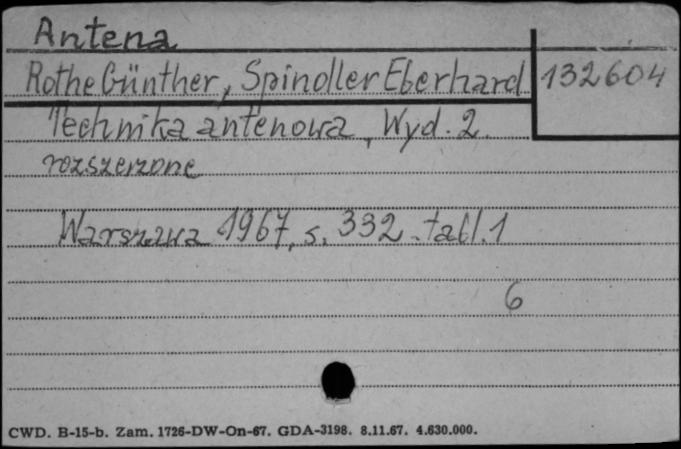 Antena
Rothe Günther, Spindler Eberhard 132604
Technika antenowa, Wyd. 2.
rozszerzone
Warszawa 1967, s. 332. tabl. 1
6
CWD. B-15-b. Zam. 1726-DW-On-67. GDA-3198. 8.11.67. 4.630.000.